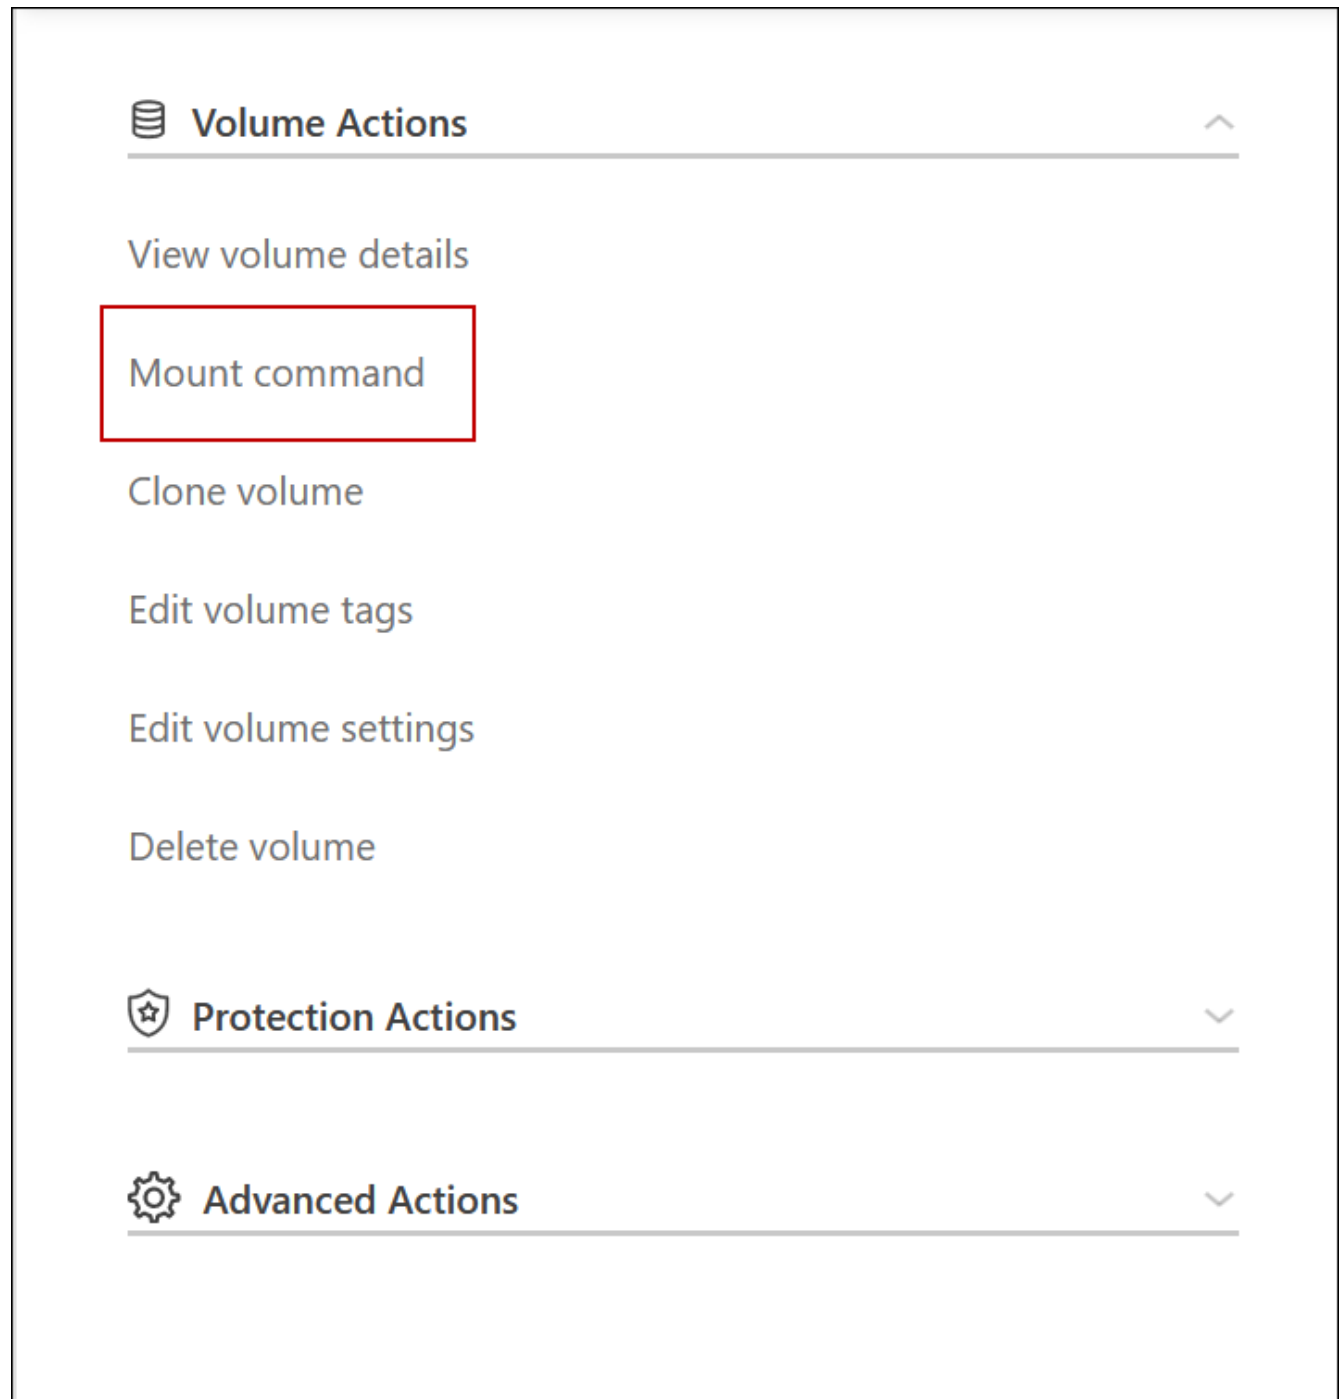 Volume Actions
View volume details
Mount command
Clone volume
Edit volume tags
Edit volume settings
Delete volume
Protection Actions
Advanced Actions